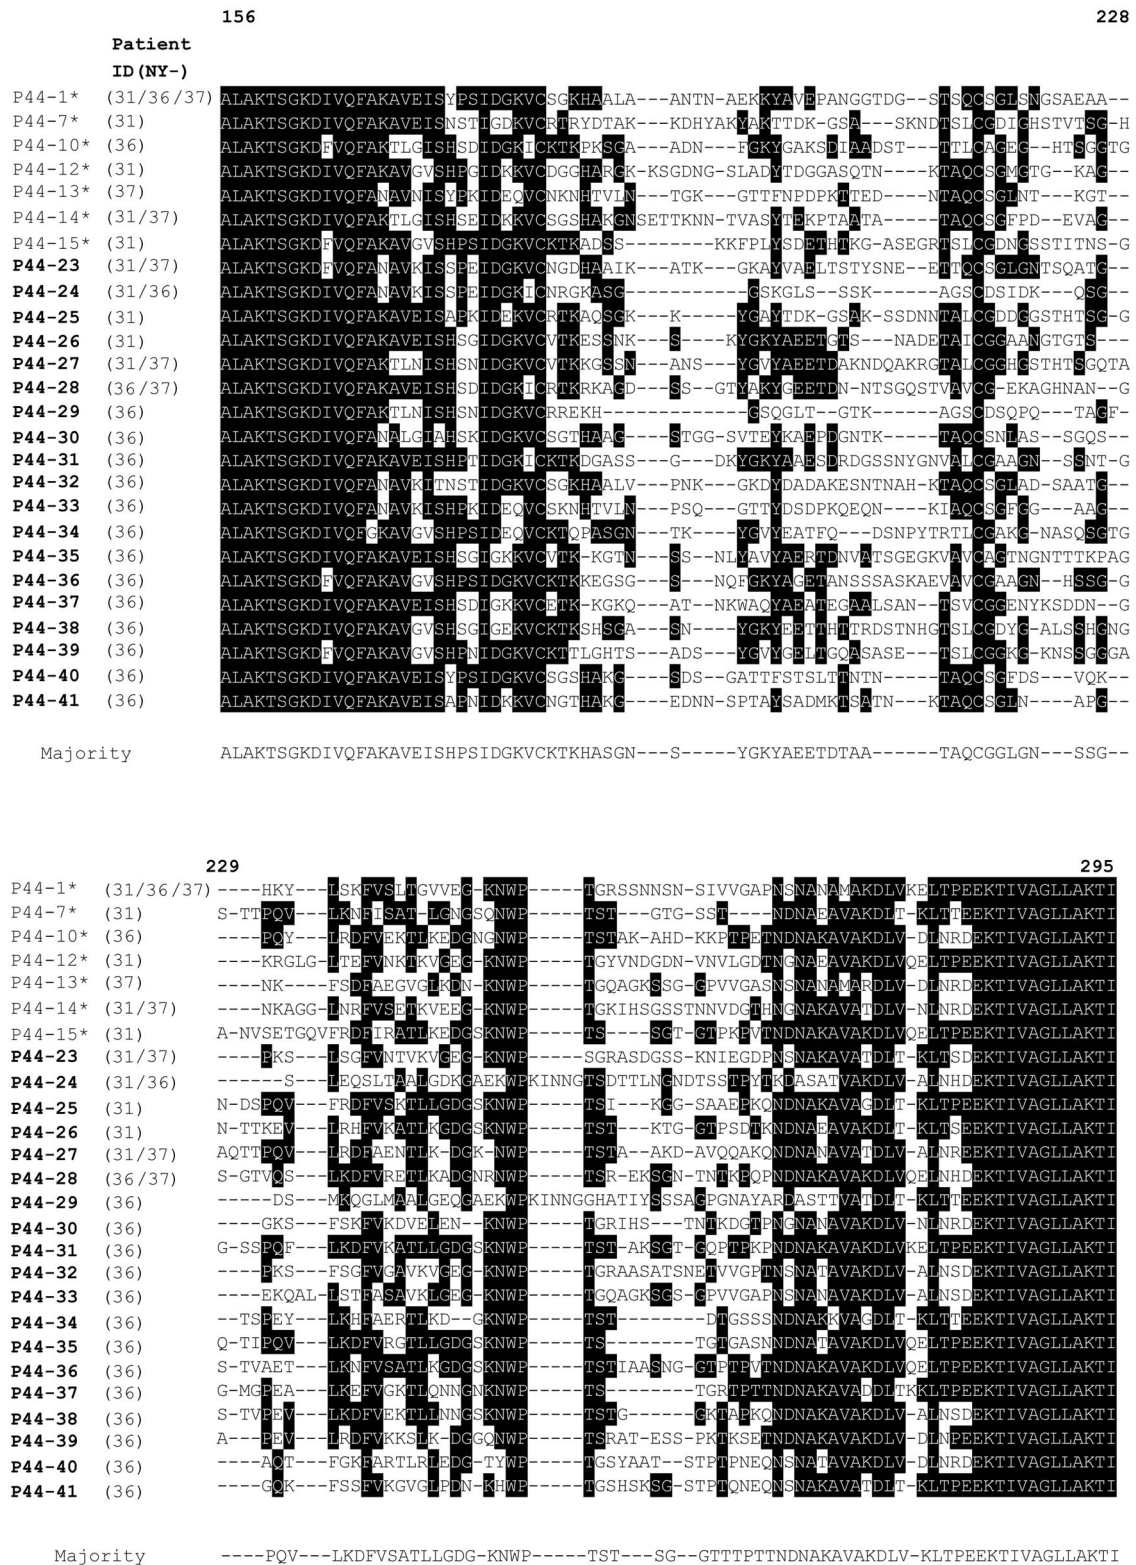 156 228
Patient
ID(NY-)
P44-1* (31/36/37) ALAKTSGKDIVQFAKAVEISYPSIDGKVCSGKHAALA---ANTN-AEKKYAVEPANGGTDG--STSQCSGLSNGSAEAA--
P44-7* (31) ALAKTSGKDIVQFAKAVEISNSTIGDKVCRTRYDTAK---KDHYAKYAKTTDK-GSA---SKNDTSLCGDIGHSTVTSG-H
P44-10* (36) ALAKTSGKDFVQFAKTLGISHSDIDGKICKTKPKSGA---ADN---FGKYGAKSDIAADST---TTLCAGEG--HTSGGTG
P44-12* (31) ALAKTSGKDIVQFAKAVGVSHPGIDKKVCDGGHARGK-KSGDNG-SLADYTDGGASNTN-----KTAQCSGMGTG-KAG--
P44-13* (37) ALAKTSGKDIVQFANAVNISYPKIDEQVCNKNHTVLN---TGK---GTTFNPDPKTTED-----NTAQCSGLNT---KGT--
P44-14* (31/37) ALAKTSGKDIVQFAKTLGISHSEIDKKVCSGSHAKGNSETTKNN-TVASYTEKPTAATA-----TAQCSGFPD--EVAG--
P44-15* (31) ALAKTSGKDFVQFAKAVGVSHPSIDGKVCKTKADSS--------KKFPLYSDETHTKG-ASEGRTSLCGDNGSSTITNS-G
P44-23 (31/37) ALAKTSGKDFVQFANAVKISSPEIDGKVCNGDHAAIK---ATK---GKAYVAELTSTYSNE--ETTQCSGLGNTSQATG--
P44-24 (31/36) ALAKTSGKDIVQFANAVKISSPEIDGKICNRGKASG-----------GSKGLS--SSK------AGSCDSIDK---QSG--
P44-25 (31) ALAKTSGKDIVQFAKAVEISAPKIDEKVCRTKAQSGK---K-----YGAYTDK-GSAK-SSDNNTALCGDDGGSTHTSG-G
P44-26 (31) ALAKTSGKDIVQFAKAVEISHSGIDGKVCVTKESSNK---S-----KYGKYAEETGTS---NADETAICGGAANGTGTS---
P44-27 (31/37) ALAKTSGKDIVQFAKTLNISHSSIDGKVCVTKKGSSN---ANS---YGVYAEETDAKNDQAKRGTALCGGHGSTHTSGQTA
P44-28 (36/37) ALAKTSGKDIVQFAKAVEISHSDIDGKICRTKRKAGD---SS--GTYAKYGEETDN-NTSGQSTVAVCG-EKAGHNAN-G
P44-29 (36) ALAKTSGKDIVQFAKTLNISHSNIDGKVCRREKH-------------GSQGLT--GTK------AGSCDSQPQ---TAGF-
P44-30 (36) ALAKTSGKDIVQFANALGIAHSKIDGKVCSGTHAAG----STGG-SVTEYKAEPDGNTK-----TAQCSNLAS--SGQS--
P44-31 (36) ALAKTSGKDIVQFAKAVEISHPTIDGKICKTKDGASS---G---DKYGKYAAESDRDGSSNYGNVALCGAAGN--SSNT-G
P44-32 (36) ALAKTSGKDIVQFANAVKITNSTIDGKVCSGKHAALV---PNK---GKDYDADAKESNTNAH-KTAQCSGLAD-SAATG--
P44-33 (36) ALAKTSGKDIVQFANAVKISHPKIDEQVCSKNHTVLN---PSQ---GTTYDSDPKQEQN-----KIAQCSGFGG---AAG--
P44-34 (36) ALAKTSGKDIVQFGKAVGVSHPSIDEQVCKTQPASGN---TK----YGVYEATFQ---DSNPYTRTLCGAKG-NASQSGTG
P44-35 (36) ALAKTSGKDIVQFAKAVEISHSGIGKKVCVTK-KGTN---SS--NLYAVYAERTDNVATSGEGKVAVCAGTNGNTTTKPAG
P44-36 (36) ALAKTSGKDFVQFAKAVGVSHPSIDGKVCKTKKEGSG---S---NQFGKYAGETANSSSASKAEVAVCGAAGN--HSSG-G
P44-37 (36) ALAKTSGKDIVQFAKAVEISHSDIGKKVCETK-KGKQ---AT--NKWAQYAEATEGAALSAN--TSVCGGENYKSDDN--G
P44-38 (36) ALAKTSGKDIVQFAKAVGVSHSGIGEKVCKTKSHSGA---SN----YGKYEETTHTTRDSTNHGTSLCGDYG-ALSSHGNG
P44-39 (36) ALAKTSGKDFVQFAKAVGVSHPNIDGKVCKTTLGHTS---ADS---YGVYGELTGQASASE---TSLCGGKG-KNSSGGGA
P44-40 (36) ALAKTSGKDIVQFAKAVEISYPSIDGKVCSGSHAKG----SDS--GATTFSTSLTTNTN-----TAQCSGFDS---VQK--
P44-41 (36) ALAKTSGKDIVQFAKAVEISAPNIDKKVCNGTHAYKG---EDNN-SPTAYSADMKTSATN----KTAQCSGLN----APG--
Majority ALAKTSGKDIVQFAKAVEISHPSIDGKVCKTKHASGN---S-----YGKYAEETDTAA------TAQCGGLGN---SSG--
229 295
P44-1* (31/36/37) ----HKY---LSKFVSLTGVVEG-KNWP-----TGRSSNNSN-SIVVGAPNSNANAMAKDLVKELTPEEKTIVAGLLAKTI
P44-7* (31) S-TTPQV---LKNFISAT-LGNGSQNWP-----TST---GTG-SST----NDNAEAVAKDLT-KLTTEEKTIVAGLLAKTI
P44-10* (36) ----PQY---LRDFVEKTLKEDGNGNWP-----TSTAK-AHD-KKPTPETNDNAKAVAKDLV-DLNRDEKTIVAGLLAKTI
P44-12* (31) ----KRGLG-LTEFVNKTKVGEG-KNWP-----TGYVNDGDN-VNVLGDTNGNAEAVAKDLV-QELTPEEKTIVAGLLAKTI
P44-13* (37) ----NK----FSDFAEGVGLKDN-KNWP-----TGQAGKSSG-GPVVGASNSNANAMARDLV-DLNRDEKTIVAGLLAKTI
P44-14* (31/37) ----NKAGG-LNRFVSETKVEEG-KNWP-----TGKIHSGSSTNNVDGTHNGNAKAVATDLV-NLNRDEKTIVAGLLAKTI
P44-15* (31) A-NVSETGQVFRDFIRATLKEDGSKNWP-----TS----SGT-GTPKPVTNDNAKAVAKDLVQELTPEEKTIVAGLLAKTI
P44-23 (31/37) ----PKS---LSGFVNTVKVGEG-KNWP-----SGRASDGSS-KNIEGDPNSNAKAVATDLT-KLTSDEKTIVAGLLAKTI
P44-24 (31/36) ------S---LEQSLTAALGDKGAEKWPKINNGTSDTTLNGNDTSSTPYTKDASATVAKDLV-ALNHDEKTIVAGLLAKTI
P44-25 (31) N-DSPQV---FRDFVSKTLLGDGSKNWP-----TSI---KGG-SAAEPKQNDNAKAVAGDLT-KLTPEEKTIVAGLLAKTI
P44-26 (31) N-TTKEV---LRHFVKATLKGDGSKNWP-----TST---KTG-GTPSDTKNDNAEAVAKDLT-KLTSEEKTIVAGLLAKTI
P44-27 (31/37) AQTTPQV---LRDFAENTLK-DGK-NWP-----TSTA--AKD-AVQQAKQNDNAKAVATDLV-ALNREEKTIVAGLLAKTI
P44-28 (36/37) S-GTVQS---LKDFVRETLKADGNRNWP-----TS-R-EKSGN-TNTKPQPNDNAKAVAKDLVQELNHDEKTIVAGLLAKTI
P44-29 (36) -----DS---MKQGLMAALGEQGAEKWPKINNGGHATIYSSSAGPGNAYARDASTTVATDLT-KLTTEEKTIVAGLLAKTI
P44-30 (36) ----GKS---FSKFVKDVELEN--KNWP-----TGRIHS---TNTKDGTPNGNANAVAKDLV-NLNRDEKTIVAGLLAKTI
P44-31 (36) G-SSPQF---LKDFVKATLLGDGSKNWP-----TST-AKSGT-GQPTPKPNDNAKAVAKDLVKELTPEEKTIVAGLLAKTI
P44-32 (36) ----PKS---FSGFVGAVKVGEG-KNWP-----TGRAASATSNETVVGPTNSNATAVAKDLV-ALNSDEKTIVAGLLAKTI
P44-33 (36) ----EKQAL-LSTFASAVKLGEG-KNWP-----TGQAGKSGS-GPVVGAPNSNANAVAKDLV-ALNSDEKTIVAGLLAKTI
P44-34 (36) --TSPEY---LKHFAERTLKD--GKNWP-----TST--------DTGSSSNDNAKKVAGDLT-KLTTEEKTIVAGLLAKTI
P44-35 (36) Q-TIPQV---LKDFVRGTLLGDGSKNWP-----TS---------TGTGASNNDNATAVAKDLVQELTPEEKTIVAGLLAKTI
P44-36 (36) S-TVAET---LKNFVSATLKGDGSKNWP-----TSTIAASNG-GTPTPVTNDNAKAVAKDLVQELTPEEKTIVAGLLAKTI
P44-37 (36) G-MGPEA---LKEFVGKTLQNNGNKNWP-----TS--------TGRTPTTNDNAKAVADDLTKKLTPEEKTIVAGLLAKTI
P44-38 (36) S-TVPEV---LKDFVEKTLLNNGSKNWP-----TSTG------GKTAPKQNDNAKAVAKDLV-ALNSDEKTIVAGLLAKTI
P44-39 (36) A---PEV---LRDFVKKSLK-DGGQNWP-----TSRAT-ESS-PKTKSETNDNAKAVAKDLV-DLNPEEKTIVAGLLAKTI
P44-40 (36) ----AQT---FGKFARTLRLEDG-TYWP-----TGSYAAT--STPTPNEQNSNATAVAKDLV-DLNRDEKTIVAGLLAKTI
P44-41 (36) ----GQK---FSSFVKGVGLPDN-KHWP-----TGSHSKSG--STPTQNEQNSNAKAVATDLT-KLTPEEKTIVAGLLAKTI
Majority ----PQV---LKDFVSATLLGDG-KNWP-----TST---SG--GTTTPTTNDNAKAVAKDLV-KLTPEEKTIVAGLLAKTI